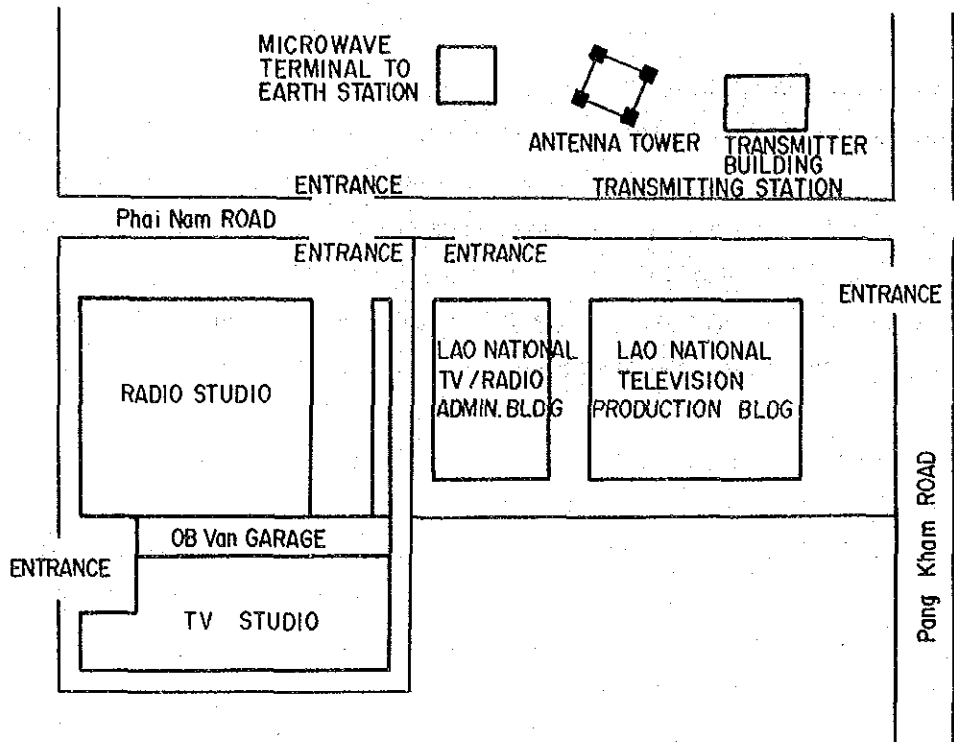 MICROWAVE
TERMINAL TO
EARTH STATION
ANTENNA TOWER
TRANSMITTER
BUILDING
TRANSMITTING STATION
ENTRANCE
Phai Nam ROAD
ENTRANCE
ENTRANCE
ENTRANCE
RADIO STUDIO
LAO NATIONAL
TV/RADIO
ADMIN. BLDG
LAO NATIONAL
TELEVISION
PRODUCTION BLDG
OB Van GARAGE
ENTRANCE
TV STUDIO
Pang Kham ROAD